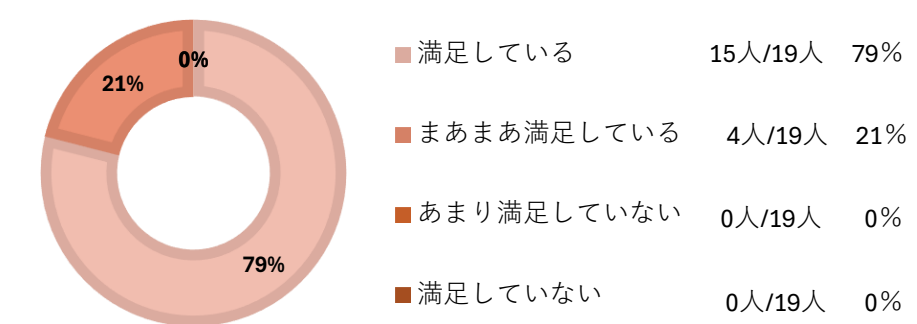 0%
21%
79%
満足している 15人/19人 79％
まあまあ満足している 4人/19人 21％
あまり満足していない 0人/19人 0％
満足していない 0人/19人 0％